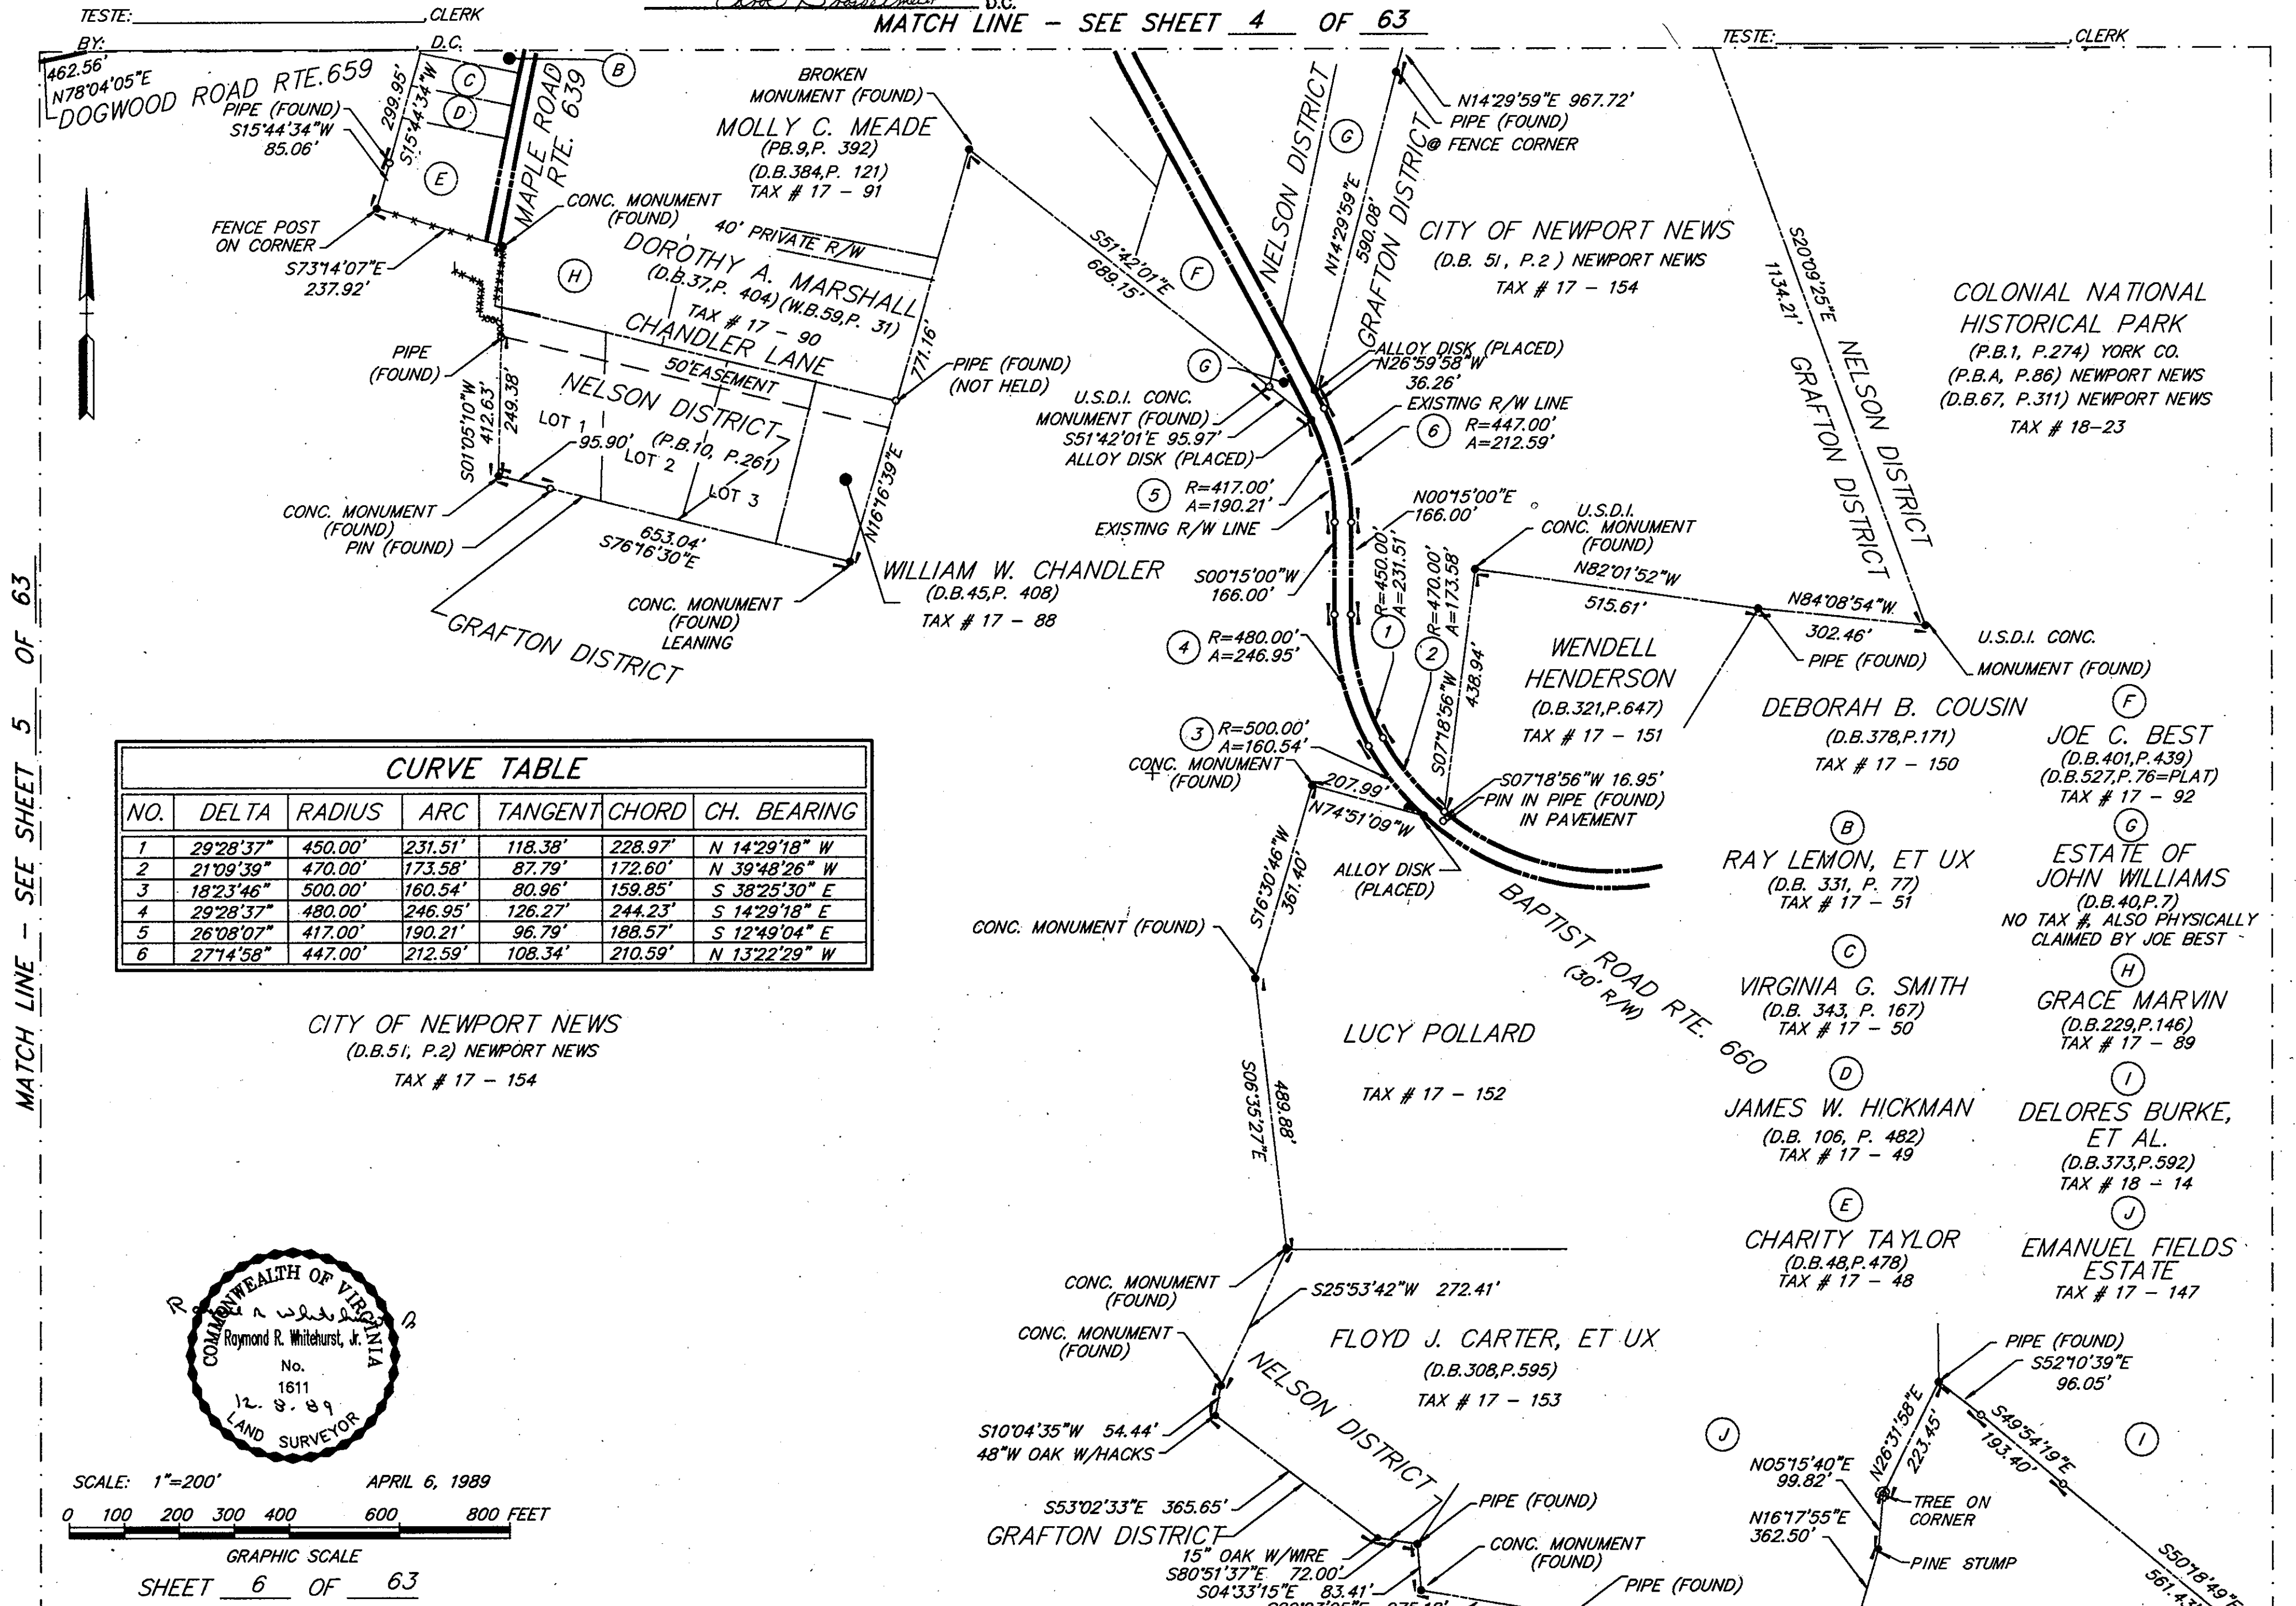 TESTE: , CLERK
BY: , D.C.
D.C.
MATCH LINE – SEE SHEET 4 OF 63
TESTE: , CLERK
462.56'
N78°04'05"E
DOGWOOD ROAD RTE.659
PIPE (FOUND)
S15°44'34"W
85.06'
299.95'
S15°44'34"W
C
D
E
B
MAPLE ROAD
RTE. 639
FENCE POST
ON CORNER
S73°14'07"E
237.92'
CONC. MONUMENT
(FOUND)
BROKEN
MONUMENT (FOUND)
MOLLY C. MEADE
(PB.9,P. 392)
(D.B.384,P. 121)
TAX # 17 – 91
40' PRIVATE R/W
H
DOROTHY A. MARSHALL
(D.B.37,P. 404) (W.B.59,P. 31)
TAX # 17 – 90
CHANDLER LANE
50'EASEMENT
771.16'
PIPE (FOUND)
(NOT HELD)
PIPE
(FOUND)
S01°05'10"W
412.63'
249.38'
NELSON DISTRICT
LOT 1
95.90'
(P.B.10, P.261)
LOT 2
LOT 3
N16°16'39"E
CONC. MONUMENT
(FOUND)
PIN (FOUND)
653.04'
S76°16'30"E
GRAFTON DISTRICT
CONC. MONUMENT
(FOUND)
LEANING
WILLIAM W. CHANDLER
(D.B.45,P. 408)
TAX # 17 – 88
S51°42'01"E
689.15'
F
NELSON DISTRICT
G
N14°29'59"E
590.08'
GRAFTON DISTRICT
N14°29'59"E 967.72'
PIPE (FOUND)
@ FENCE CORNER
CITY OF NEWPORT NEWS
(D.B. 51, P.2 ) NEWPORT NEWS
TAX # 17 – 154
S20°09'25"E
1134.21'
NELSON DISTRICT
GRAFTON DISTRICT
COLONIAL NATIONAL
HISTORICAL PARK
(P.B.1, P.274) YORK CO.
(P.B.A, P.86) NEWPORT NEWS
(D.B.67, P.311) NEWPORT NEWS
TAX # 18-23
G
U.S.D.I. CONC.
MONUMENT (FOUND)
S51°42'01"E 95.97'
ALLOY DISK (PLACED)
ALLOY DISK (PLACED)
N26°59'58"W
36.26'
EXISTING R/W LINE
6
R=447.00'
A=212.59'
5
R=417.00'
A=190.21'
EXISTING R/W LINE
N00°15'00"E
166.00'
S00°15'00"W
166.00'
R=450.00'
A=231.51'
1
R=470.00'
A=173.58'
2
U.S.D.I.
CONC. MONUMENT
(FOUND)
N82°01'52"W
515.61'
N84°08'54"W
302.46'
PIPE (FOUND)
U.S.D.I. CONC.
MONUMENT (FOUND)
4
R=480.00'
A=246.95'
S07°18'56"W
438.94'
WENDELL
HENDERSON
(D.B.321,P.647)
TAX # 17 – 151
DEBORAH B. COUSIN
(D.B.378,P.171)
TAX # 17 – 150
3
R=500.00'
A=160.54'
CONC. MONUMENT
(FOUND)
207.99'
N74°51'09"W
S07°18'56"W 16.95'
PIN IN PIPE (FOUND)
IN PAVEMENT
ALLOY DISK
(PLACED)
BAPTIST ROAD RTE. 660
(30' R/W)
S16°30'46"W
361.40'
CONC. MONUMENT (FOUND)
LUCY POLLARD
TAX # 17 – 152
S06°35'27"E
489.88'
MATCH LINE – SEE SHEET 5 OF 63
CURVE TABLE
NO. DELTA RADIUS ARC TANGENT CHORD CH. BEARING
1 29°28'37" 450.00' 231.51' 118.38' 228.97' N 14°29'18" W
2 21°09'39" 470.00' 173.58' 87.79' 172.60' N 39°48'26" W
3 18°23'46" 500.00' 160.54' 80.96' 159.85' S 38°25'30" E
4 29°28'37" 480.00' 246.95' 126.27' 244.23' S 14°29'18" E
5 26°08'07" 417.00' 190.21' 96.79' 188.57' S 12°49'04" E
6 27°14'58" 447.00' 212.59' 108.34' 210.59' N 13°22'29" W
CITY OF NEWPORT NEWS
(D.B.51, P.2) NEWPORT NEWS
TAX # 17 – 154
B
RAY LEMON, ET UX
(D.B. 331, P. 77)
TAX # 17 – 51
C
VIRGINIA G. SMITH
(D.B. 343, P. 167)
TAX # 17 – 50
D
JAMES W. HICKMAN
(D.B. 106, P. 482)
TAX # 17 – 49
E
CHARITY TAYLOR
(D.B.48,P.478)
TAX # 17 – 48
F
JOE C. BEST
(D.B.401,P.439)
(D.B.527,P.76=PLAT)
TAX # 17 – 92
G
ESTATE OF
JOHN WILLIAMS
(D.B.40,P.7)
NO TAX #, ALSO PHYSICALLY
CLAIMED BY JOE BEST
H
GRACE MARVIN
(D.B.229,P.146)
TAX # 17 – 89
I
DELORES BURKE,
ET AL.
(D.B.373,P.592)
TAX # 18 – 14
J
EMANUEL FIELDS
ESTATE
TAX # 17 – 147
CONC. MONUMENT
(FOUND)
S25°53'42"W 272.41'
CONC. MONUMENT
(FOUND)
FLOYD J. CARTER, ET UX
(D.B.308,P.595)
TAX # 17 – 153
NELSON DISTRICT
S10°04'35"W 54.44'
48"W OAK W/HACKS
S53°02'33"E 365.65'
GRAFTON DISTRICT
15" OAK W/WIRE
S80°51'37"E 72.00'
S04°33'15"E 83.41'
PIPE (FOUND)
CONC. MONUMENT
(FOUND)
PIPE (FOUND)
J
PIPE (FOUND)
S52°10'39"E
96.05'
N26°31'58"E
223.45'
S49°54'19"E
193.40'
I
N05°15'40"E
99.82'
N16°17'55"E
362.50'
TREE ON
CORNER
PINE STUMP
S50°18'49"E
561.43'
COMMONWEALTH OF VIRGINIA
Raymond R. Whitehurst, Jr.
No.
1611
12. 8. 89
LAND SURVEYOR
SCALE: 1"=200' APRIL 6, 1989
0 100 200 300 400 600 800 FEET
GRAPHIC SCALE
SHEET 6 OF 63